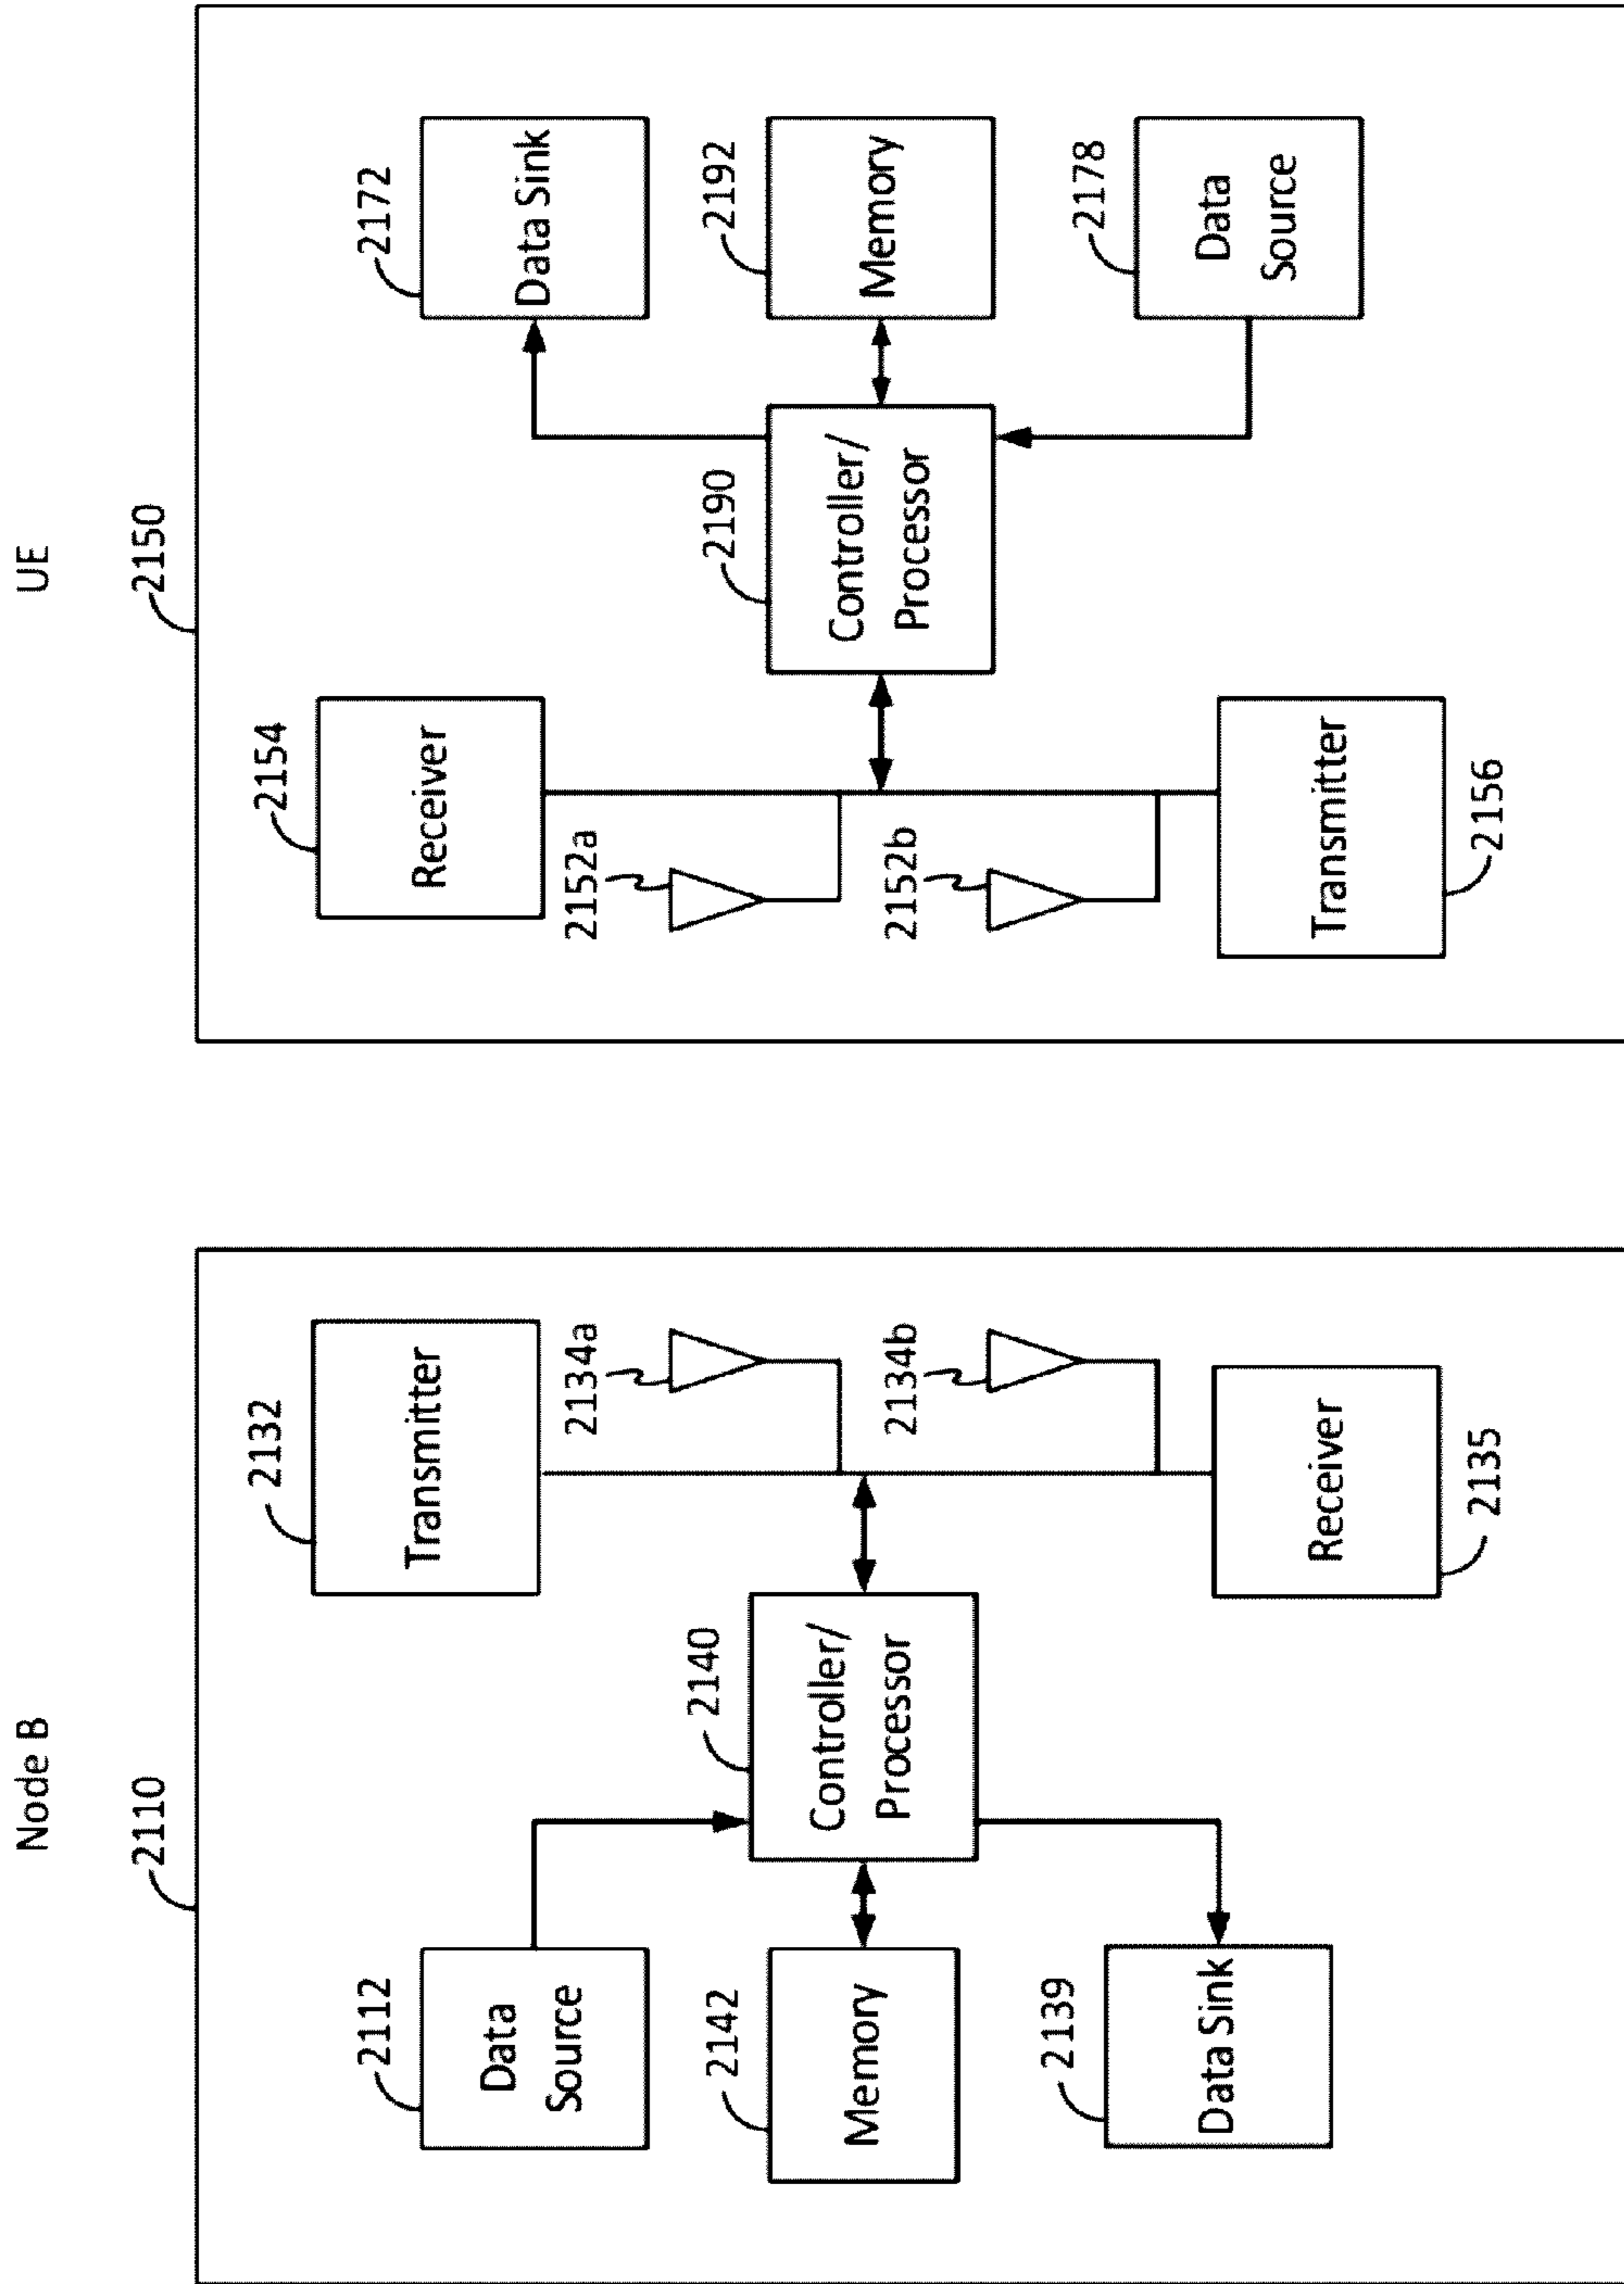 Node B
2110
2112
Data
Source
2142
Memory
2139
Data Sink
2140
Controller/
Processor
2132
Transmitter
2134a
2134b
Receiver
2135
UE
2150
2154
Receiver
2152a
2152b
Transmitter
2156
2190
Controller/
Processor
2172
Data Sink
2192
Memory
2178
Data
Source